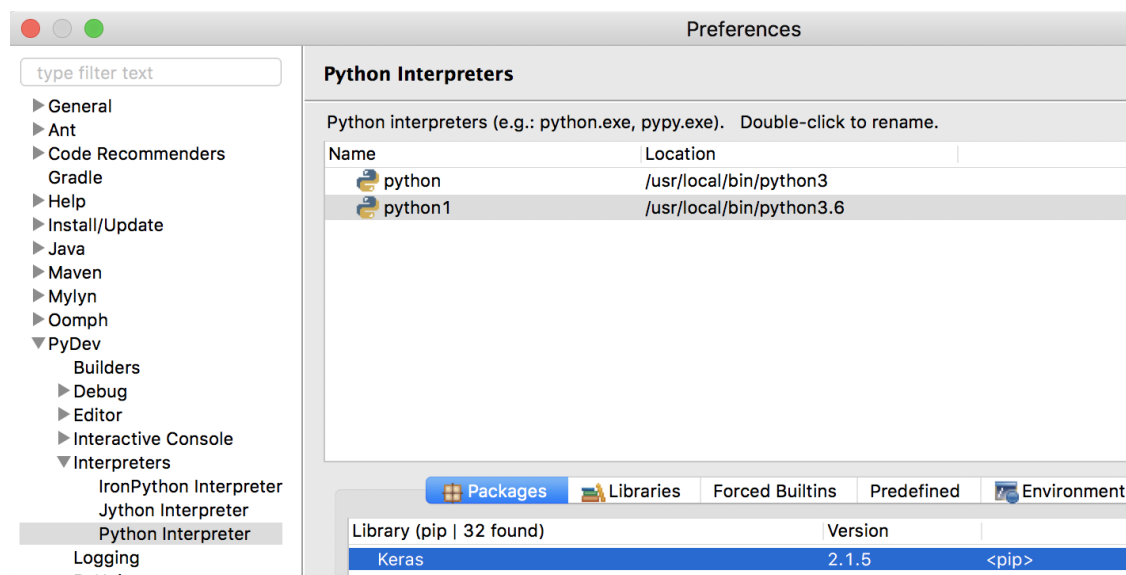 Preferences
type filter text
General
Ant
Code Recommenders
Gradle
Help
Install/Update
Java
Maven
Mylyn
Oomph
PyDev
Builders
Debug
Editor
Interactive Console
Interpreters
IronPython Interpreter
Jython Interpreter
Python Interpreter
Logging
Python Interpreters
Python interpreters (e.g.: python.exe, pypy.exe).   Double-click to rename.
Name Location
python /usr/local/bin/python3
python1 /usr/local/bin/python3.6
Packages Libraries Forced Builtins Predefined Environment
Library (pip | 32 found) Version
Keras 2.1.5 <pip>